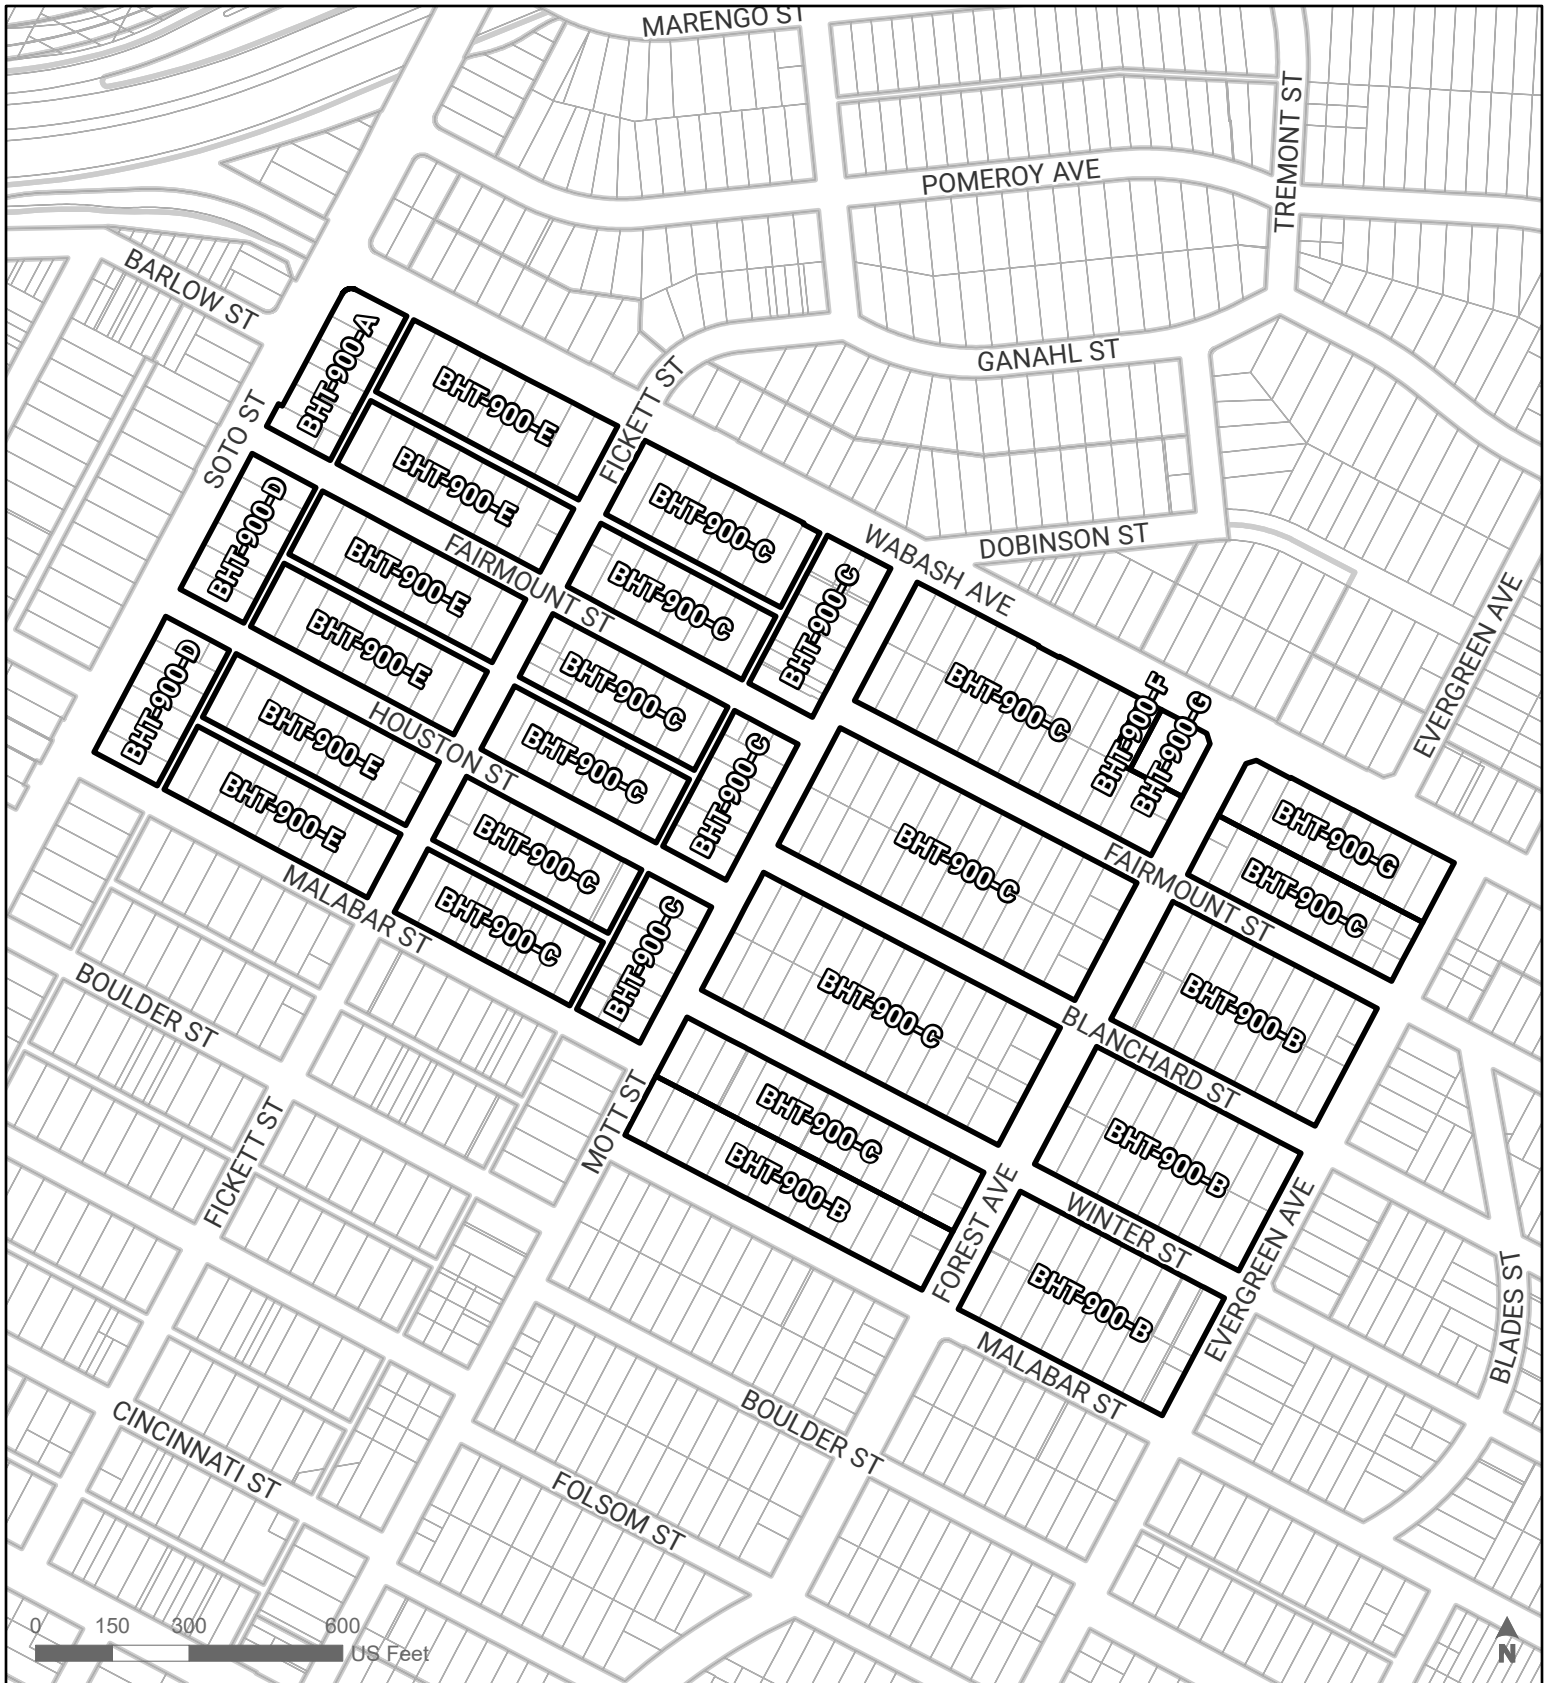 MARENGO ST
TREMONT ST
POMEROY AVE
BARLOW ST
BHT-900-A
GANAHL ST
FICKETT ST
BHT-900-E
SOTO ST
BHT-900-E
BHT-900-C
BHT-900-D
WABASH AVE
DOBINSON ST
BHT-900-E
FAIRMOUNT ST
BHT-900-C
BHT-900-C
EVERGREEN AVE
BHT-900-E
BHT-900-C
BHT-900-C
BHT-900-F
BHT-900-G
BHT-900-D
BHT-900-E
HOUSTON ST
BHT-900-C
BHT-900-C
BHT-900-E
BHT-900-C
BHT-900-C
BHT-900-G
FAIRMOUNT ST
BHT-900-C
MALABAR ST
BHT-900-C
BHT-900-C
BHT-900-C
BHT-900-B
BOULDER ST
BLANCHARD ST
FICKETT ST
MOTT ST
BHT-900-C
BHT-900-B
BHT-900-B
FOREST AVE
WINTER ST
EVERGREEN AVE
BHT-900-B
BLADES ST
MALABAR ST
CINCINNATI ST
BOULDER ST
FOLSOM ST
0 150 300 600
US Feet
N